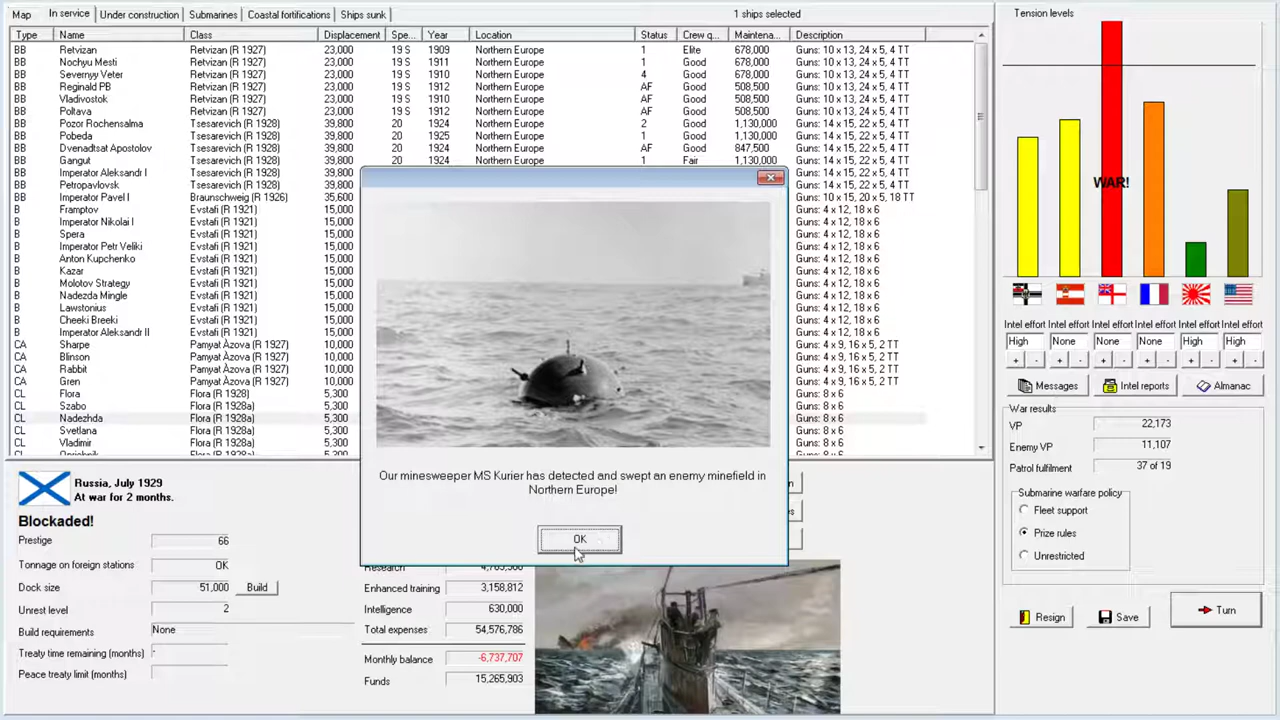 Map In service Under construction Submarines Coastal fortifications Ships sunk 1 ships selected
Type Name Class Displacement Spe... Year Location Status Crew q... Maintena... Description
BB Retvizan Retvizan (R 1927) 23,000 19 S 1909 Northern Europe 1 Elite 678,000 Guns: 10 x 13, 24 x 5, 4 TT
BB Nochyu Mesti Retvizan (R 1927) 23,000 19 S 1911 Northern Europe 1 Good 678,000 Guns: 10 x 13, 24 x 5, 4 TT
BB Severnyy Veter Retvizan (R 1927) 23,000 19 S 1910 Northern Europe 4 Good 678,000 Guns: 10 x 13, 24 x 5, 4 TT
BB Reginald PB Retvizan (R 1927) 23,000 19 S 1912 Northern Europe AF Good 508,500 Guns: 10 x 13, 24 x 5, 4 TT
BB Vladivostok Retvizan (R 1927) 23,000 19 S 1910 Northern Europe AF Good 508,500 Guns: 10 x 13, 24 x 5, 4 TT
BB Poltava Retvizan (R 1927) 23,000 19 S 1912 Northern Europe AF Good 508,500 Guns: 10 x 13, 24 x 5, 4 TT
BB Pozor Rochensalma Tsesarevich (R 1928) 39,800 20 1924 Northern Europe 2 Good 1,130,000 Guns: 14 x 15, 22 x 5, 4 TT
BB Pobeda Tsesarevich (R 1928) 39,800 20 1925 Northern Europe 1 Good 1,130,000 Guns: 14 x 15, 22 x 5, 4 TT
BB Dvenadtsat Apostolov Tsesarevich (R 1928) 39,800 20 1924 Northern Europe AF Good 847,500 Guns: 14 x 15, 22 x 5, 4 TT
BB Gangut Tsesarevich (R 1928) 39,800 20 1924 Northern Europe 1 Fair 1,130,000 Guns: 14 x 15, 22 x 5, 4 TT
BB Imperator Aleksandr I Tsesarevich (R 1928) 39,800 Guns: 14 x 15, 22 x 5, 4 TT
BB Petropavlovsk Tsesarevich (R 1928) 39,800 Guns: 14 x 15, 22 x 5, 4 TT
BB Imperator Pavel I Braunschweig (R 1926) 35,600 Guns: 10 x 15, 20 x 5, 18 TT
B Framptov Evstafi (R 1921) 15,000 Guns: 4 x 12, 18 x 6
B Imperator Nikolai I Evstafi (R 1921) 15,000 Guns: 4 x 12, 18 x 6
B Spera Evstafi (R 1921) 15,000 Guns: 4 x 12, 18 x 6
B Imperator Petr Veliki Evstafi (R 1921) 15,000 Guns: 4 x 12, 18 x 6
B Anton Kupchenko Evstafi (R 1921) 15,000 Guns: 4 x 12, 18 x 6
B Kazar Evstafi (R 1921) 15,000 Guns: 4 x 12, 18 x 6
B Molotov Strategy Evstafi (R 1921) 15,000 Guns: 4 x 12, 18 x 6
B Nadezda Mingle Evstafi (R 1921) 15,000 Guns: 4 x 12, 18 x 6
B Lawstonius Evstafi (R 1921) 15,000 Guns: 4 x 12, 18 x 6
B Cheeki Breeki Evstafi (R 1921) 15,000 Guns: 4 x 12, 18 x 6
B Imperator Aleksandr II Evstafi (R 1921) 15,000 Guns: 4 x 12, 18 x 6
CA Sharpe Pamyat Àzova (R 1927) 10,000 Guns: 4 x 9, 16 x 5, 2 TT
CA Blinson Pamyat Àzova (R 1927) 10,000 Guns: 4 x 9, 16 x 5, 2 TT
CA Rabbit Pamyat Àzova (R 1927) 10,000 Guns: 4 x 9, 16 x 5, 2 TT
CA Gren Pamyat Àzova (R 1927) 10,000 Guns: 4 x 9, 16 x 5, 2 TT
CL Flora Flora (R 1928) 5,300 Guns: 8 x 6
CL Szabo Flora (R 1928a) 5,300 Guns: 8 x 6
CL Nadezhda Flora (R 1928a) 5,300 Guns: 8 x 6
CL Svetlana Flora (R 1928a) 5,300 Guns: 8 x 6
CL Vladimir Flora (R 1928a) 5,300 Guns: 8 x 6
Our minesweeper MS Kurier has detected and swept an enemy minefield in
Northern Europe!
OK
Russia, July 1929
At war for 2 months.
Blockaded!
Prestige 66
Tonnage on foreign stations OK
Dock size 51,000 Build
Unrest level 2
Build requirements None
Treaty time remaining (months) -
Peace treaty limit (months)
Research 4,763,306
Enhanced training 3,158,812
Intelligence 630,000
Total expenses 54,576,786
Monthly balance -6,737,707
Funds 15,265,903
Tension levels
WAR!
Intel effort Intel effort Intel effort Intel effort Intel effort Intel effort
High None None None High High
+ - + - + - + - + - + -
Messages Intel reports Almanac
War results
VP 22,173
Enemy VP 11,107
Patrol fulfilment 37 of 19
Submarine warfare policy
Fleet support
Prize rules
Unrestricted
Resign Save Turn